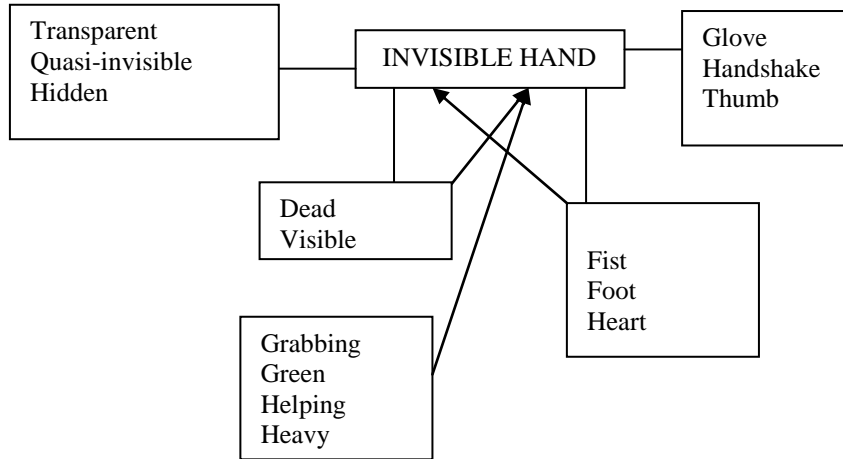 Transparent
Quasi-invisible
Hidden
INVISIBLE HAND
Glove
Handshake
Thumb
Dead
Visible
Fist
Foot
Heart
Grabbing
Green
Helping
Heavy